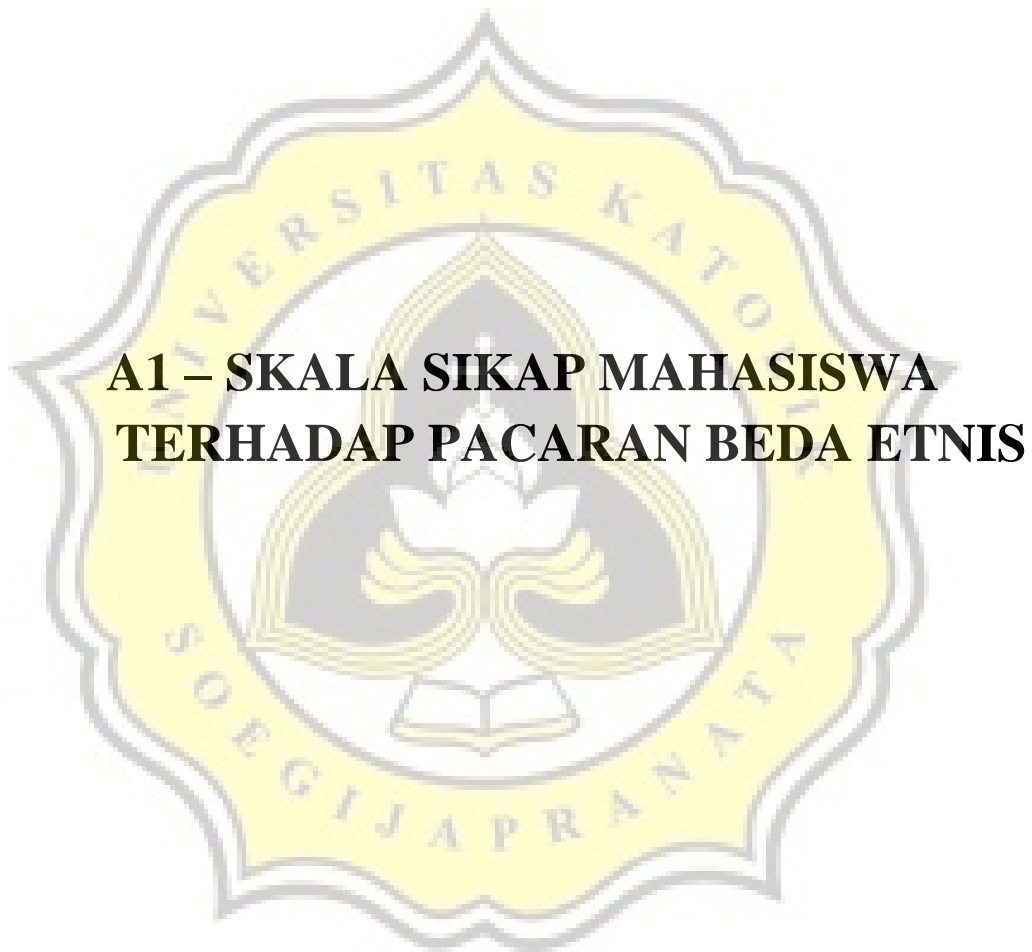 UNIVERSITAS KATOLIK
A1 – SKALA SIKAP MAHASISWA
TERHADAP PACARAN BEDA ETNIS
SOEGIJAPRANATA